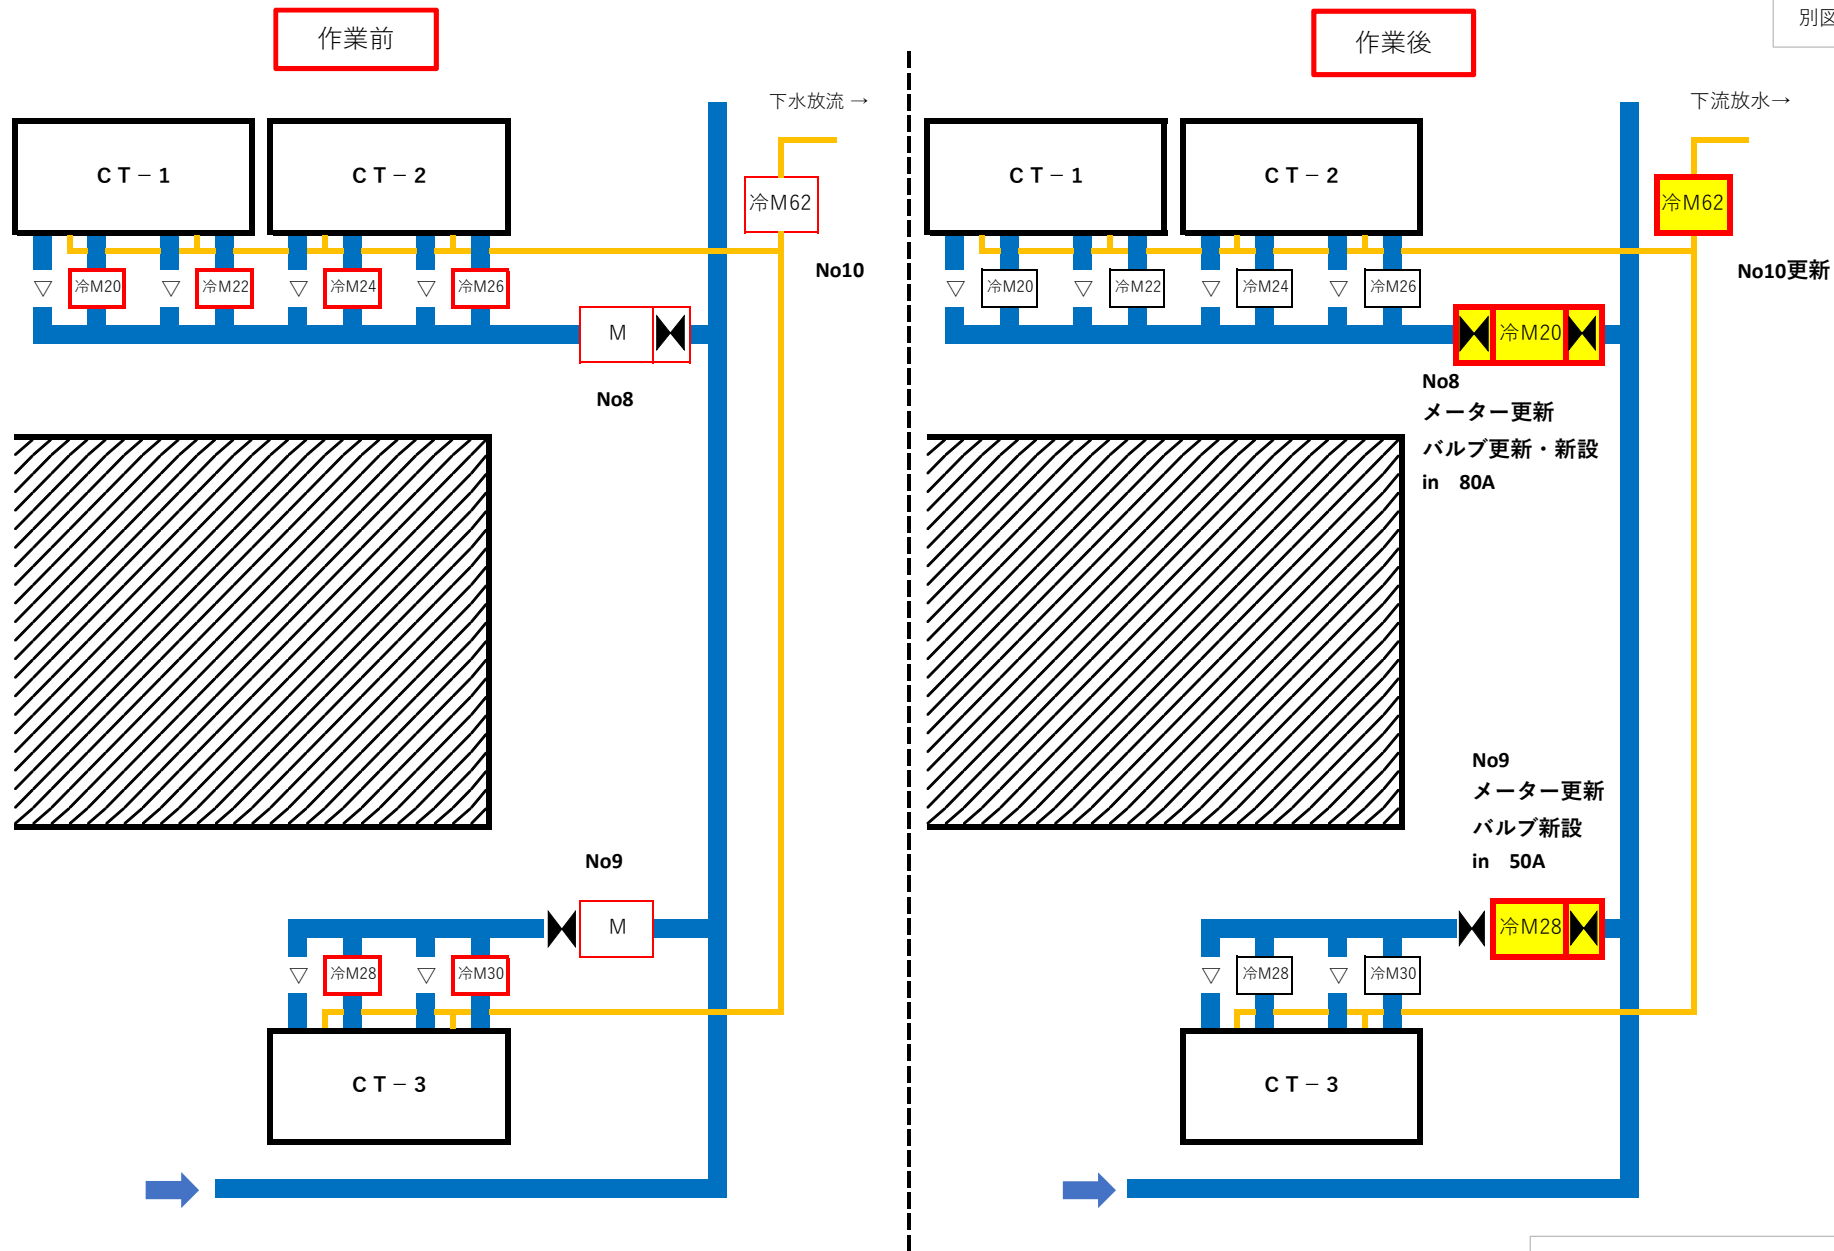 作業前
下水放流 →
CT－1
CT－2
冷M62
No10
冷M20
冷M22
冷M24
冷M26
M
No8
No9
M
冷M28
冷M30
CT－3
別図
作業後
下流放水→
CT－1
CT－2
冷M62
No10更新
冷M20
冷M22
冷M24
冷M26
冷M20
No8
メーター更新
バルブ更新・新設
in 80A
No9
メーター更新
バルブ新設
in 50A
冷M28
冷M28
冷M30
CT－3